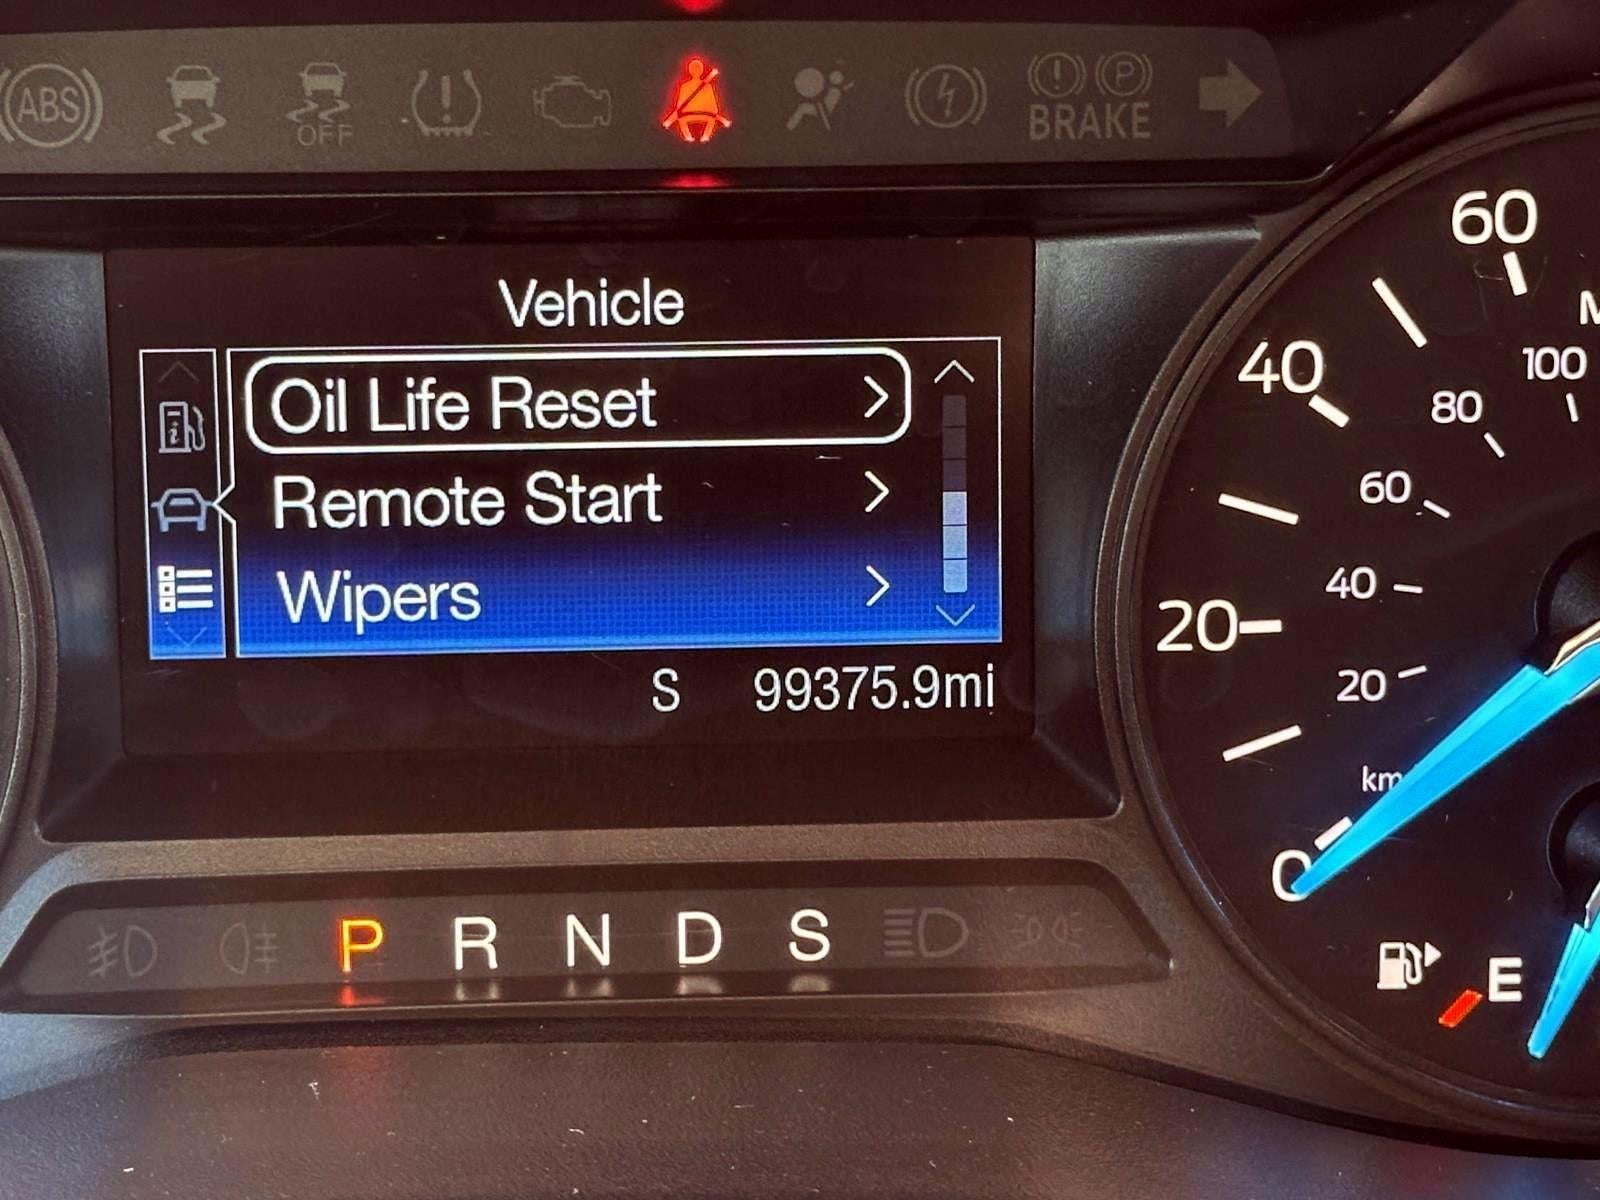 ABS
OFF
BRAKE
P
Vehicle
Oil Life Reset
Remote Start
Wipers
S 99375.9mi
P R N D S
60
40
20
0
100
80
60
40
20
km
E